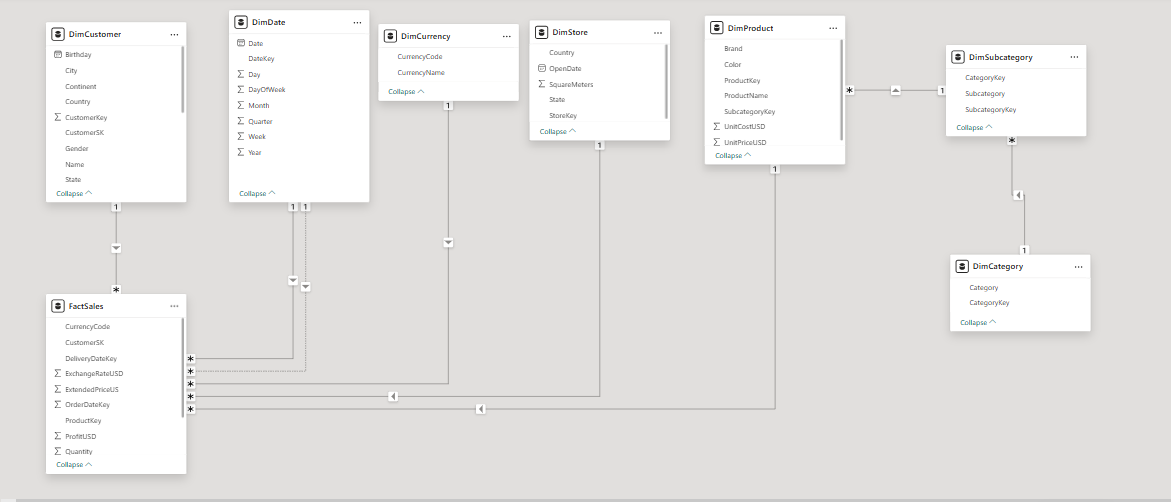 DimCustomer
Birthday
City
Continent
Country
CustomerKey
CustomerSK
Gender
Name
State
Collapse
1
*
DimDate
Date
DateKey
Day
DayOfWeek
Month
Quarter
Week
Year
Collapse
1 1
DimCurrency
CurrencyCode
CurrencyName
Collapse
1
DimStore
Country
OpenDate
SquareMeters
State
StoreKey
Collapse
1
DimProduct
Brand
Color
ProductKey
ProductName
SubcategoryKey
UnitCostUSD
UnitPriceUSD
Collapse
1
* 1
DimSubcategory
CategoryKey
Subcategory
SubcategoryKey
Collapse
*
1
DimCategory
Category
CategoryKey
Collapse
FactSales
CurrencyCode
CustomerSK
DeliveryDateKey
ExchangeRateUSD
ExtendedPriceUS
OrderDateKey
ProductKey
ProfitUSD
Quantity
Collapse
*
*
*
*
*